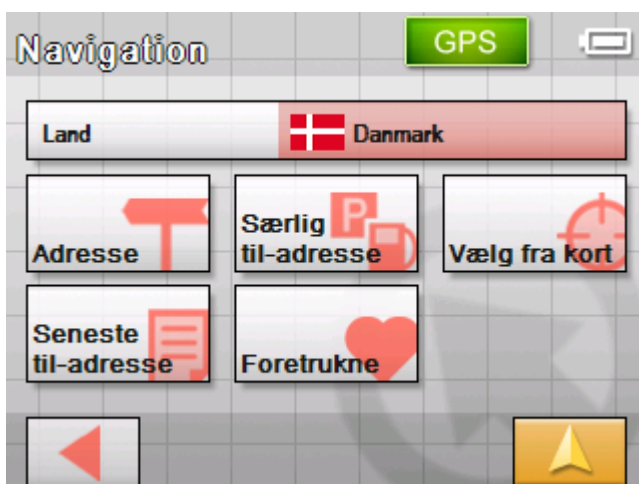 Navigation
GPS
Land
Danmark
Adresse
Særlig
til-adresse
Vælg fra kort
Seneste
til-adresse
Foretrukne